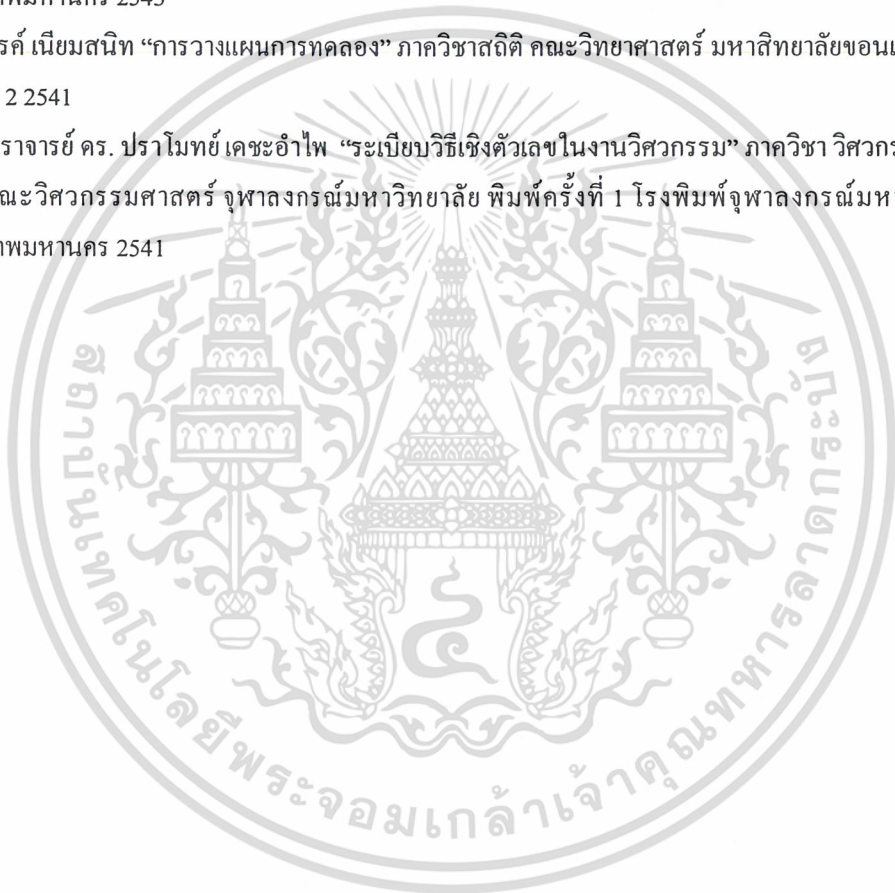 รค์ เนียมสนิท “การวางแผนการทดลอง” ภาควิชาสถิติ คณะวิทยาศาสตร์ มหาสิทยาลัยขอนแ
2 2541
ราจารย์ ดร. ปราโมทย์ เดชะอำไพ “ระเบียบวิธีเชิงตัวเลขในงานวิศวกรรม” ภาควิชา วิศวกร
ณะวิศวกรรมศาสตร์ จุฬาลงกรณ์มหาวิทยาลัย พิมพ์ครั้งที่ 1 โรงพิมพ์จุฬาลงกรณ์มห
ทพมหานคร 2541
สถาบันเทคโนโลยีพระจอมเกล้าเจ้าคุณทหารลาดกระบัง
๔